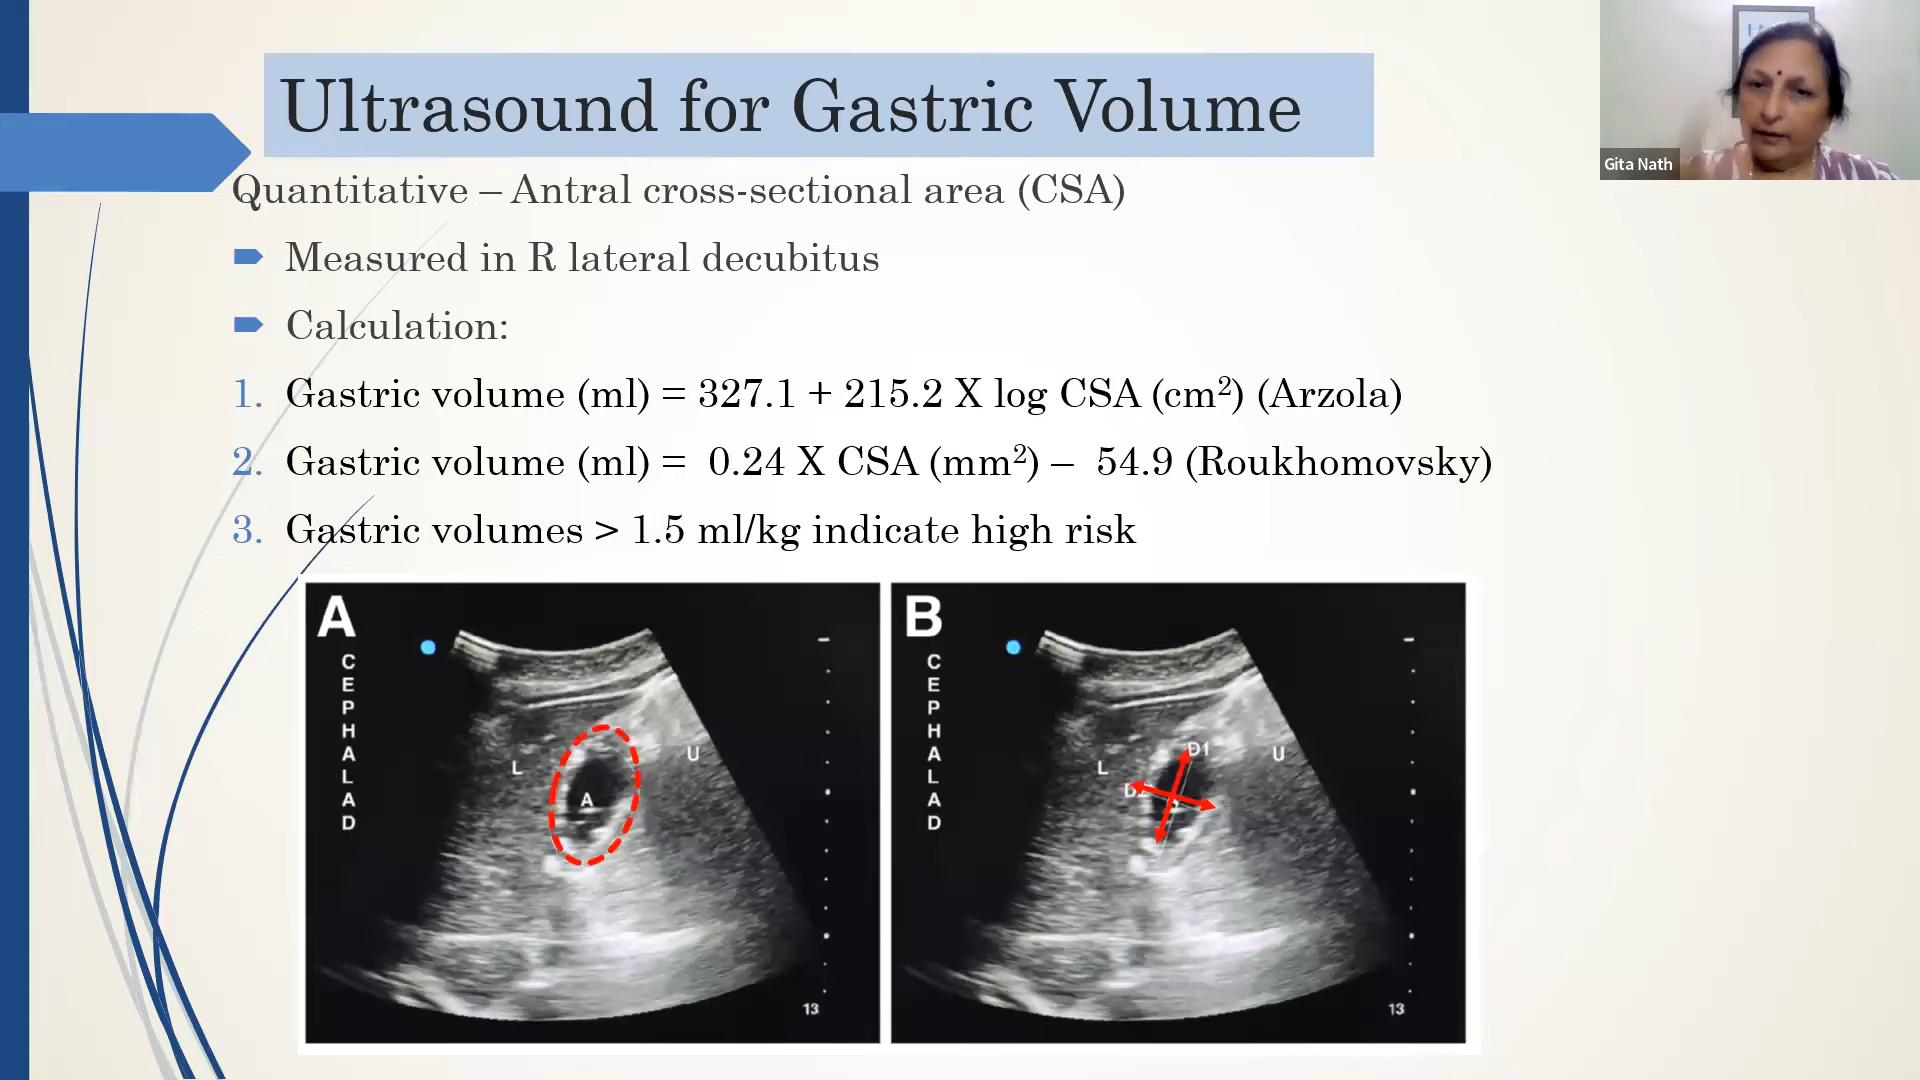 Ultrasound for Gastric Volume
Gita Nath
Quantitative – Antral cross-sectional area (CSA)
Measured in R lateral decubitus
Calculation:
1. Gastric volume (ml) = 327.1 + 215.2 X log CSA (cm²) (Arzola)
2. Gastric volume (ml) = 0.24 X CSA (mm²) – 54.9 (Roukhomovsky)
3. Gastric volumes > 1.5 ml/kg indicate high risk
A
CEPHALAD
L
A
U
13
B
CEPHALAD
L
D1
D2
U
13